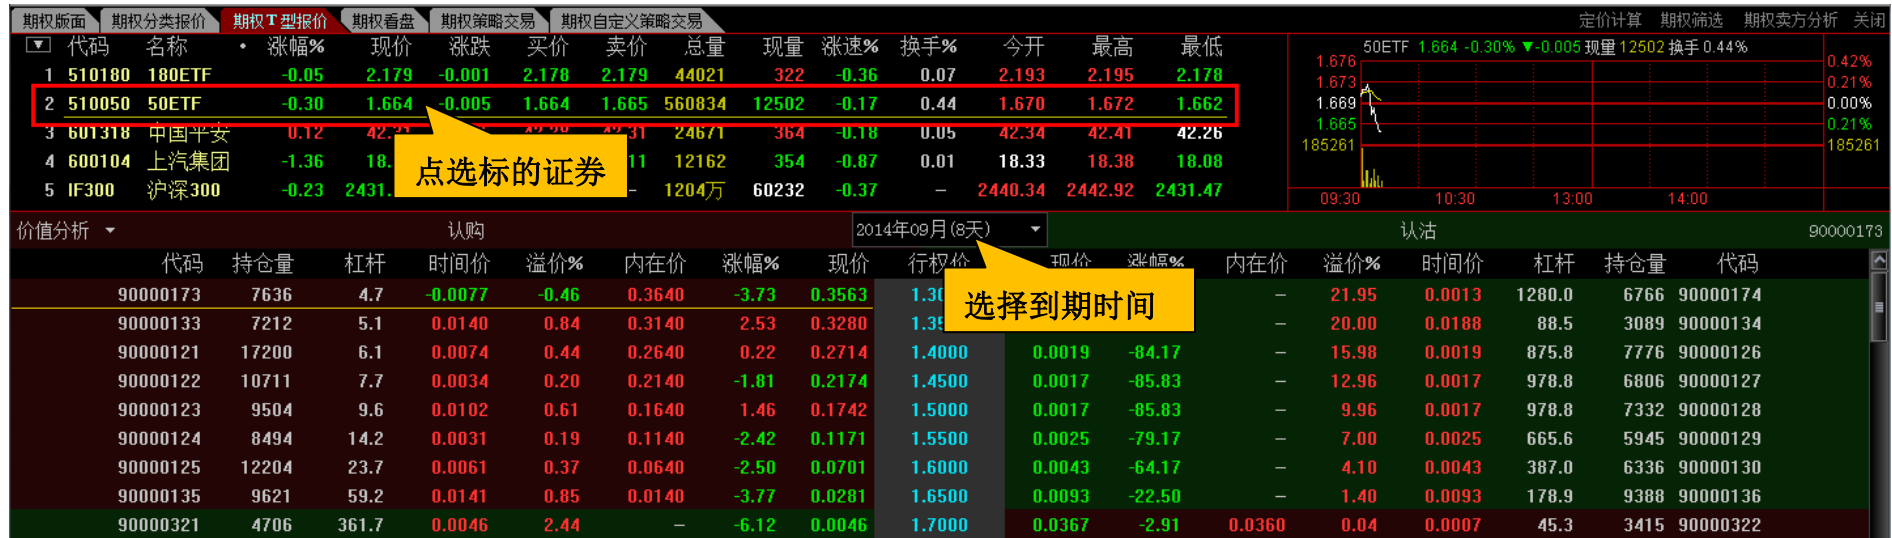 期权版面 期权分类报价 期权T型报价 期权看盘 期权策略交易 期权自定义策略交易 定价计算 期权筛选 期权卖方分析 关闭
代码 名称 涨幅% 现价 涨跌 买价 卖价 总量 现量 涨速% 换手% 今开 最高 最低
1 510180 180ETF -0.05 2.179 -0.001 2.178 2.179 44021 322 -0.36 0.07 2.193 2.195 2.178
2 510050 50ETF -0.30 1.664 -0.005 1.664 1.665 560834 12502 -0.17 0.44 1.670 1.672 1.662
3 601318 中国平安 0.12 42.31 42.31 24671 364 -0.18 0.05 42.34 42.41 42.26
4 600104 上汽集团 -1.36 18. 11 12162 354 -0.87 0.01 18.33 18.38 18.08
5 IF300 沪深300 -0.23 2431. – 1204万 60232 -0.37 – 2440.34 2442.92 2431.47
点选标的证券
50ETF 1.664 -0.30% ▼-0.005 现量 12502 换手 0.44%
1.676 0.42%
1.673 0.21%
1.669 0.00%
1.665 0.21%
185261 185261
09:30 10:30 13:00 14:00
价值分析 认购 2014年09月(8天) 认沽 90000173
代码 持仓量 杠杆 时间价 溢价% 内在价 涨幅% 现价 行权价 现价 涨幅% 内在价 溢价% 时间价 杠杆 持仓量 代码
选择到期时间
90000173 7636 4.7 -0.0077 -0.46 0.3640 -3.73 0.3563 1.30 – 21.95 0.0013 1280.0 6766 90000174
90000133 7212 5.1 0.0140 0.84 0.3140 2.53 0.3280 1.35 – 20.00 0.0188 88.5 3089 90000134
90000121 17200 6.1 0.0074 0.44 0.2640 0.22 0.2714 1.4000 0.0019 -84.17 – 15.98 0.0019 875.8 7776 90000126
90000122 10711 7.7 0.0034 0.20 0.2140 -1.81 0.2174 1.4500 0.0017 -85.83 – 12.96 0.0017 978.8 6806 90000127
90000123 9504 9.6 0.0102 0.61 0.1640 1.46 0.1742 1.5000 0.0017 -85.83 – 9.96 0.0017 978.8 7332 90000128
90000124 8494 14.2 0.0031 0.19 0.1140 -2.42 0.1171 1.5500 0.0025 -79.17 – 7.00 0.0025 665.6 5945 90000129
90000125 12204 23.7 0.0061 0.37 0.0640 -2.50 0.0701 1.6000 0.0043 -64.17 – 4.10 0.0043 387.0 6336 90000130
90000135 9621 59.2 0.0141 0.85 0.0140 -3.77 0.0281 1.6500 0.0093 -22.50 – 1.40 0.0093 178.9 9388 90000136
90000321 4706 361.7 0.0046 2.44 – -6.12 0.0046 1.7000 0.0367 -2.91 0.0360 0.04 0.0007 45.3 3415 90000322